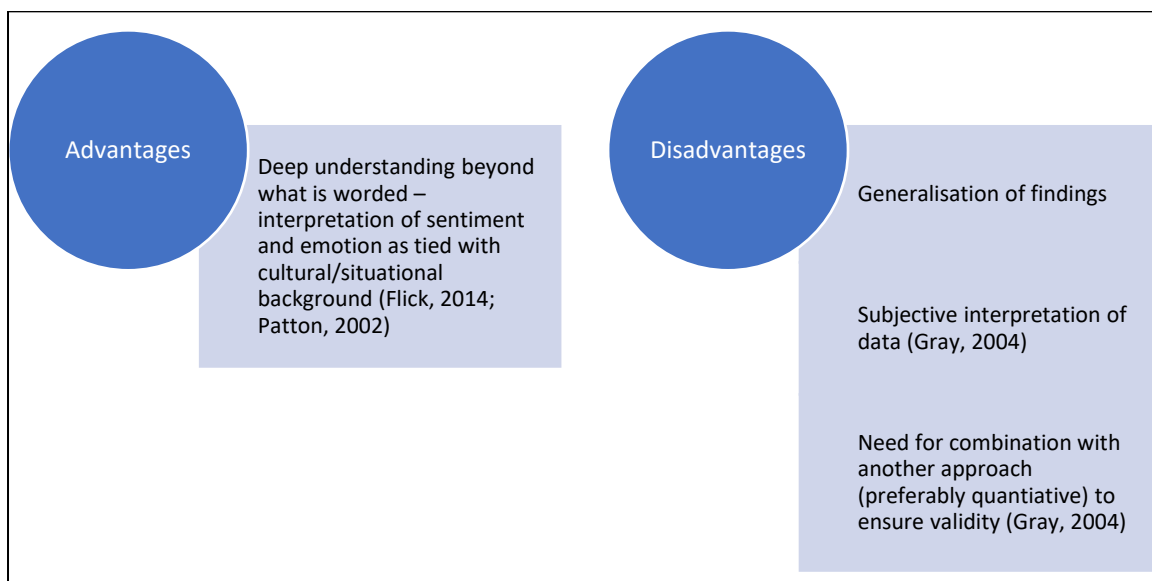 Advantages
Deep understanding beyond
what is worded –
interpretation of sentiment
and emotion as tied with
cultural/situational
background (Flick, 2014;
Patton, 2002)
Disadvantages
Generalisation of findings
Subjective interpretation of
data (Gray, 2004)
Need for combination with
another approach
(preferably quantiative) to
ensure validity (Gray, 2004)